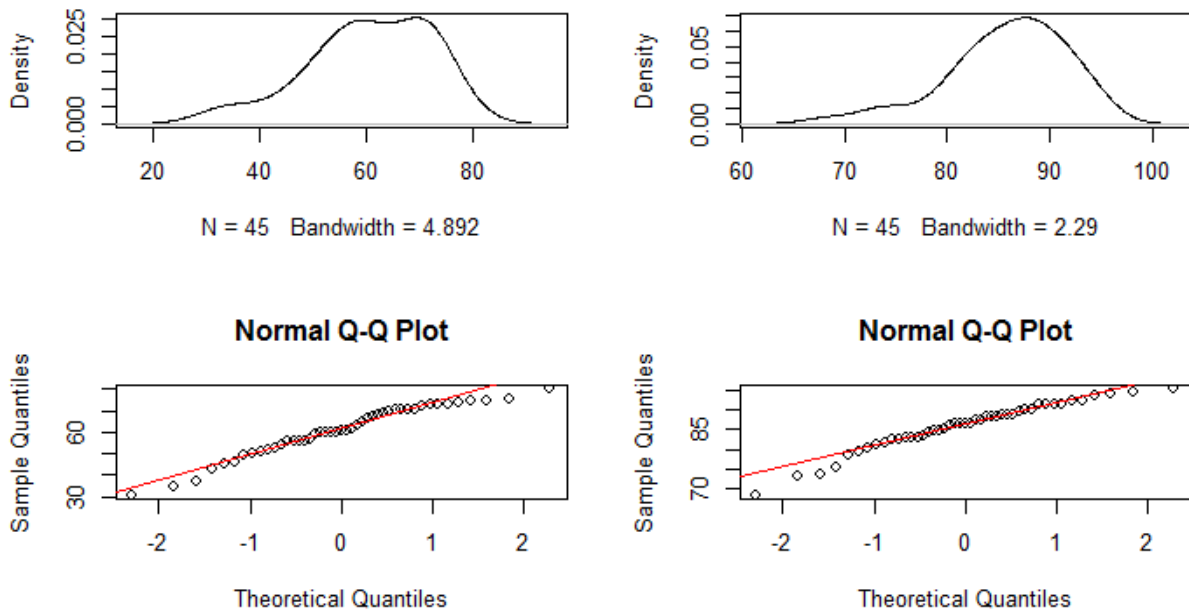 Density
0.025
0.000
20 40 60 80
N = 45 Bandwidth = 4.892
Density
0.05
0.00
60 70 80 90 100
N = 45 Bandwidth = 2.29
Normal Q-Q Plot
Sample Quantiles
60
30
-2 -1 0 1 2
Theoretical Quantiles
Normal Q-Q Plot
Sample Quantiles
85
70
-2 -1 0 1 2
Theoretical Quantiles